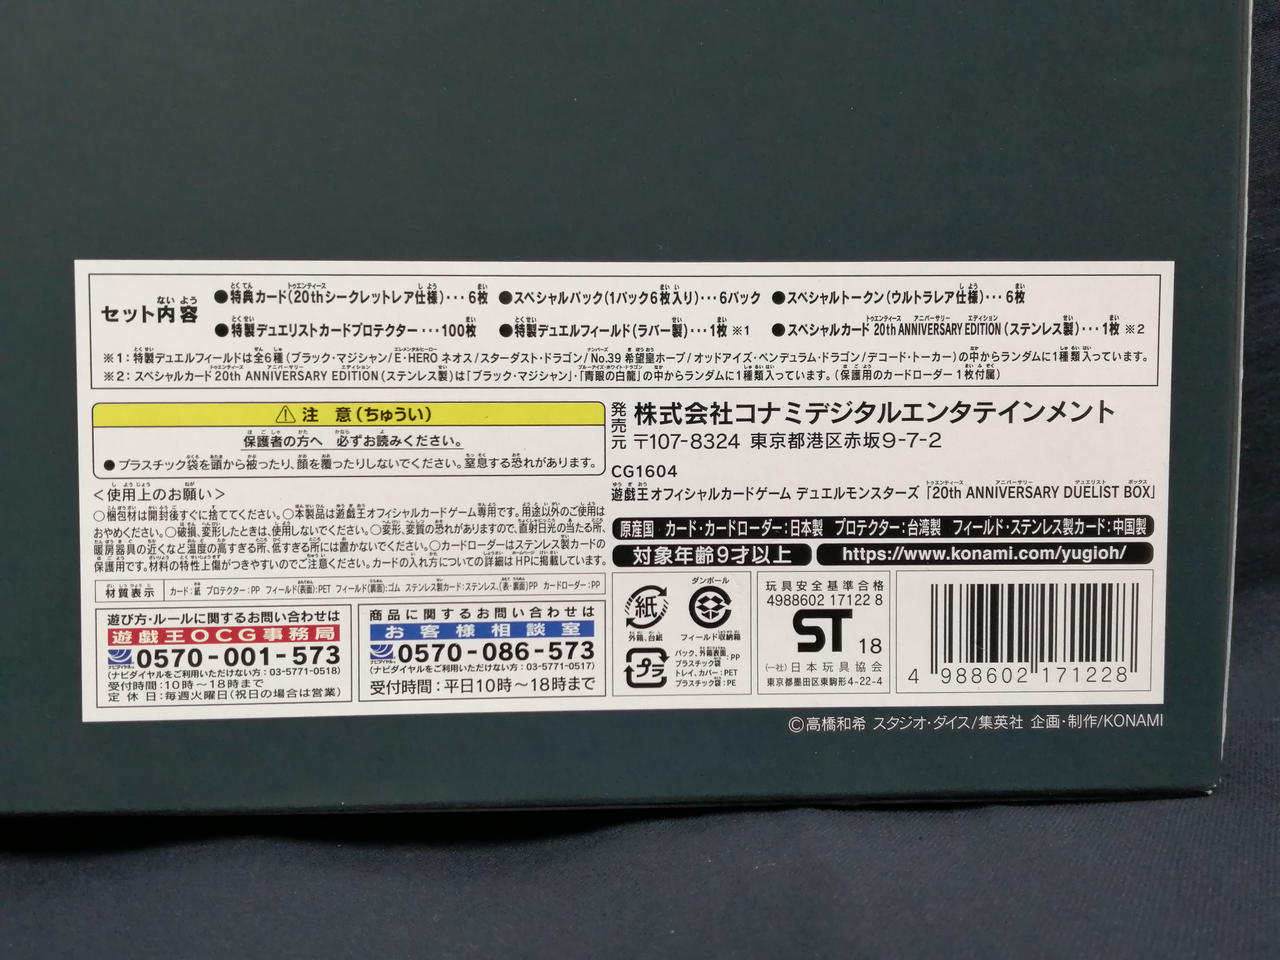 セット内容
●特典カード(20thシークレットレア仕様)･･･6枚 ●スペシャルパック(1パック6枚入り)･･･6パック ●スペシャルトークン(ウルトラレア仕様)･･･6枚
●特製デュエリストカードプロテクター･･･100枚 ●特製デュエルフィールド(ラバー製)･･･1枚 ※1 ●スペシャルカード 20th ANNIVERSARY EDITION(ステンレス製)･･･1枚 ※2
※1：特製デュエルフィールドは全6種(ブラック・マジシャン/E・HERO ネオス/スターダスト・ドラゴン/No.39 希望皇ホープ/オッドアイズ・ペンデュラム・ドラゴン/デコード・トーカー)の中からランダムに1種類入っています。
※2：スペシャルカード20th ANNIVERSARY EDITION(ステンレス製)は「ブラック・マジシャン」・「青眼の白龍」の中からランダムに1種類入っています。(保護用のカードローダー 1枚付属)
⚠注 意(ちゅうい)
保護者の方へ 必ずお読みください。
●プラスチック袋を頭から被ったり、顔を覆ったりしないでください。窒息する恐れがあります。
<使用上のお願い>
○梱包材は開封後すぐに捨ててください。○本製品は遊戯王オフィシャルカードゲーム専用です。用途以外のご使用は
おやめください。○破損、変形したときは、使用しないでください。○変形、変質の恐れがありますので、直射日光の当たる所、
暖房器具の近くなど温度の高すぎる所、低すぎる所には置かないでください。○カードローダーはステンレス製カードの
保護用です。材料の特性上傷がつきやすいのでご注意ください。カードの入れ方についての詳細はHPに掲載しています。
材質表示 カード：紙 プロテクター：PP フィールド(表面)：PET フィールド(裏面)：ゴム ステンレス製カード：ステンレス、(表・裏面)PP カードローダー：PP
遊び方・ルールに関するお問い合わせは
遊戯王OCG事務局
ナビダイヤル 0570-001-573
(ナビダイヤルをご利用いただけない方：03-5771-0518)
受付時間：10時～18時まで
定休日：毎週火曜日(祝日の場合は営業)
商品に関するお問い合わせは
お客様相談室
ナビダイヤル 0570-086-573
(ナビダイヤルをご利用いただけない方：03-5771-0517)
受付時間：平日10時～18時まで
発売元 株式会社コナミデジタルエンタテインメント
〒107-8324 東京都港区赤坂9-7-2
CG1604
遊戯王オフィシャルカードゲーム デュエルモンスターズ 「20th ANNIVERSARY DUELIST BOX」
原産国 カード・カードローダー：日本製 プロテクター：台湾製 フィールド・ステンレス製カード：中国製
対象年齢9才以上
https://www.konami.com/yugioh/
紙
外箱、台紙
ダンボール
フィールド収納箱
プラ
パック、外箱表面、プラスチック袋：PP
トレイ、カバー：PET
プラスチック袋：PE
玩具安全基準合格
4988602 17122 8
ST 18
(一社)日本玩具協会
東京都墨田区東駒形4-22-4
4 988602 171228
©高橋和希 スタジオ・ダイス/集英社 企画・制作/KONAMI